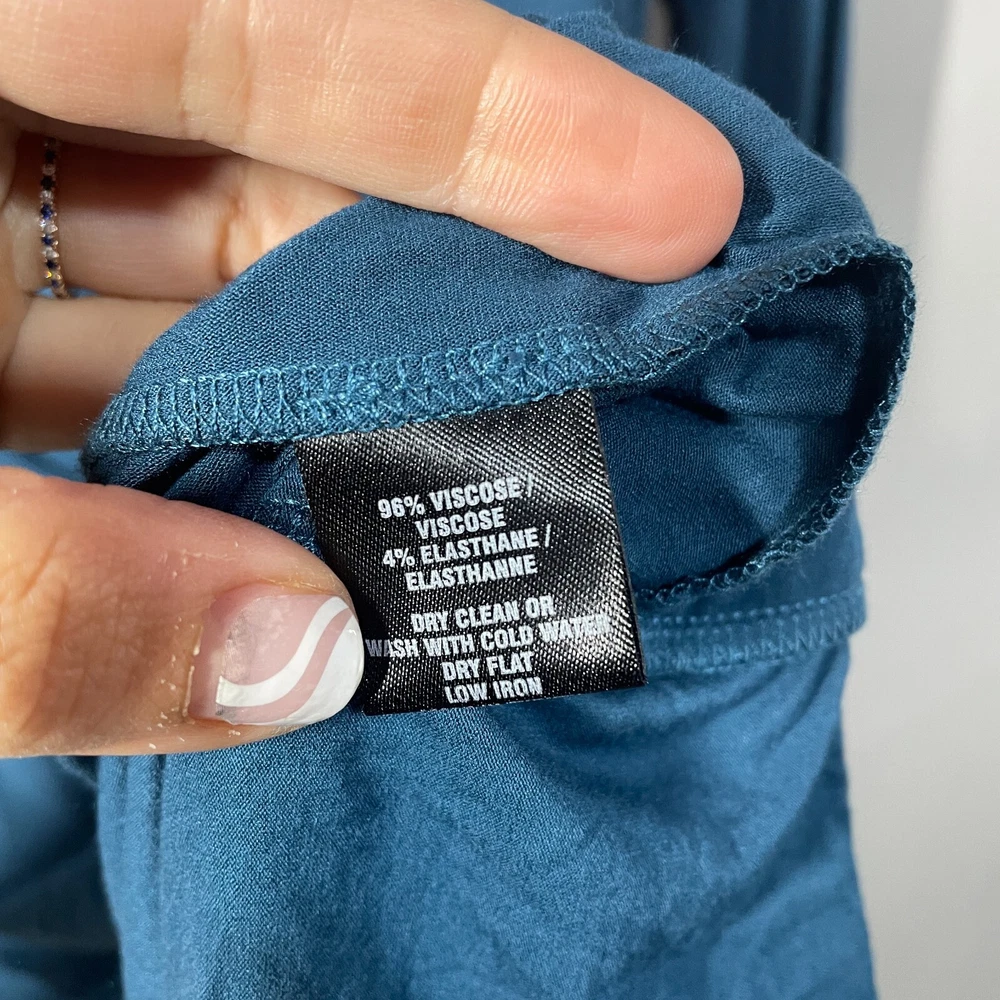 96% VISCOSE /
VISCOSE
4% ELASTHANE /
ELASTHANNE
DRY CLEAN OR
WASH WITH COLD WATER
DRY FLAT
LOW IRON